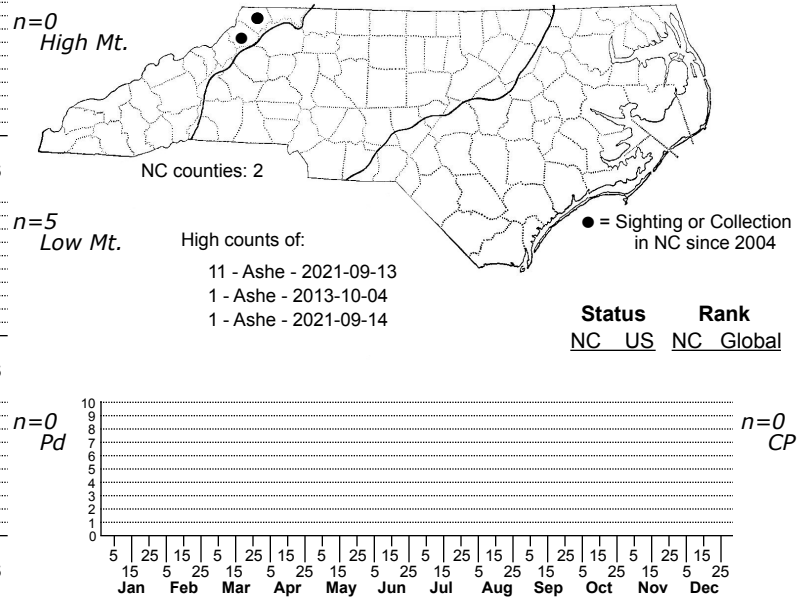 n=0
High Mt.
NC counties: 2
n=5
Low Mt.
High counts of:
11 - Ashe - 2021-09-13
1 - Ashe - 2013-10-04
1 - Ashe - 2021-09-14
● = Sighting or Collection
in NC since 2004
Status Rank
NC US NC Global
n=0
Pd
n=0
CP
10
9
8
7
6
5
4
3
2
1
0
5 25 15 5 25 15 5 25 15 5 25 15 5 25 15 5 25 15
15 5 25 15 5 25 15 5 25 15 5 25 15 5 25 15 5 25
Jan Feb Mar Apr May Jun Jul Aug Sep Oct Nov Dec